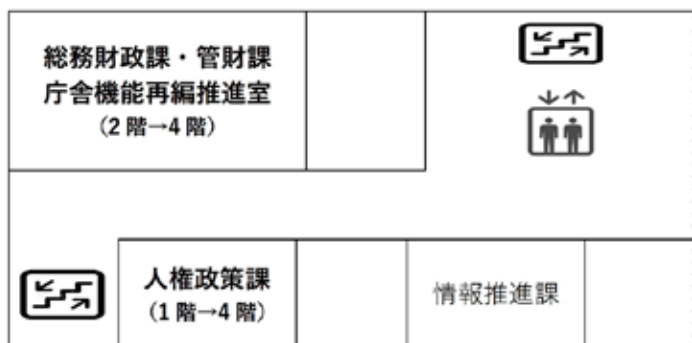 総務財政課・管財課
庁舎機能再編推進室
（2 階→4 階）
人権政策課
（1 階→4 階）
情報推進課